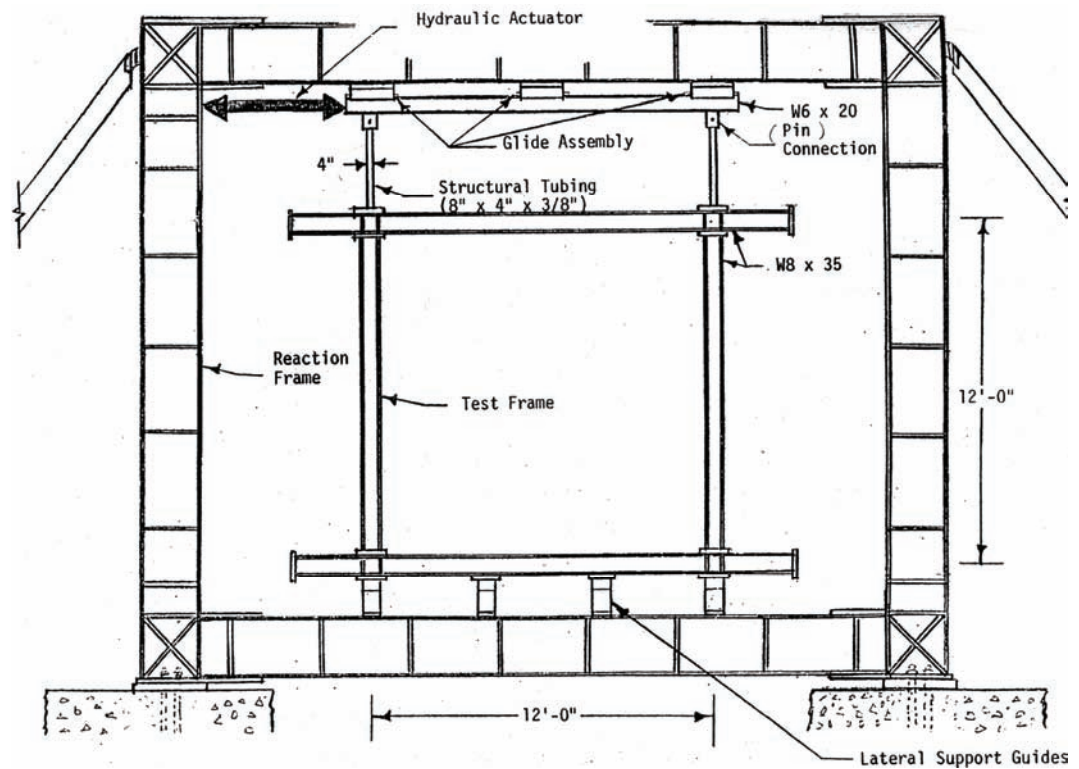 Hydraulic Actuator
W6 x 20
( Pin )
Connection
Glide Assembly
4"
Structural Tubing
(8" x 4" x 3/8")
W8 x 35
Reaction
Frame
Test Frame
12'-0"
12'-0"
Lateral Support Guides